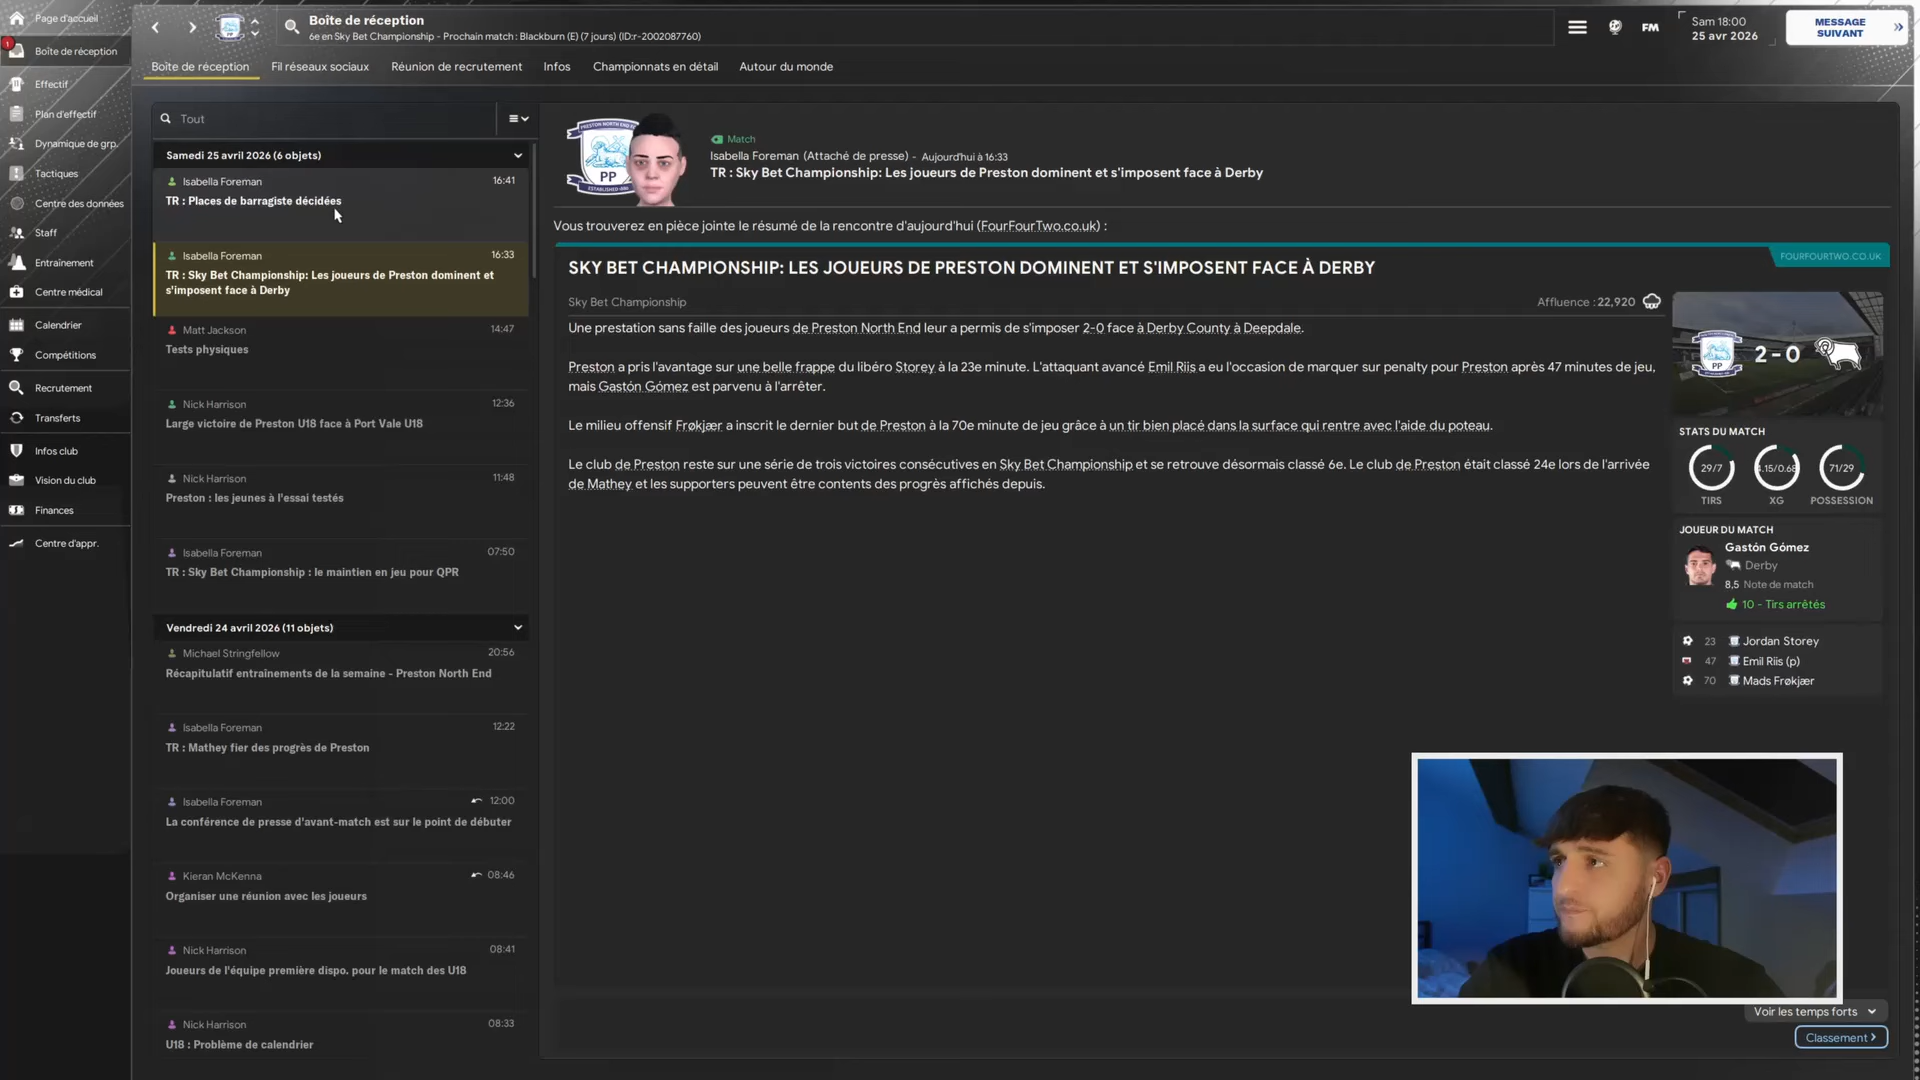 Page d'accueil
1
Boîte de réception
Effectif
Plan d'effectif
Dynamique de grp.
Tactiques
Centre des données
Staff
Entraînement
Centre médical
Calendrier
Compétitions
Recrutement
Transferts
Infos club
Vision du club
Finances
Centre d'appr.
Boîte de réception
6e en Sky Bet Championship - Prochain match : Blackburn (E) (7 jours) (ID:r-2002087760)
FM
Sam 18:00
25 avr 2026
MESSAGE
SUIVANT
Boîte de réception Fil réseaux sociaux Réunion de recrutement Infos Championnats en détail Autour du monde
Tout
Samedi 25 avril 2026 (6 objets)
Isabella Foreman 16:41
TR : Places de barragiste décidées
Isabella Foreman 16:33
TR : Sky Bet Championship: Les joueurs de Preston dominent et
s'imposent face à Derby
Matt Jackson 14:47
Tests physiques
Nick Harrison 12:36
Large victoire de Preston U18 face à Port Vale U18
Nick Harrison 11:48
Preston : les jeunes à l'essai testés
Isabella Foreman 07:50
TR : Sky Bet Championship : le maintien en jeu pour QPR
Vendredi 24 avril 2026 (11 objets)
Michael Stringfellow 20:56
Récapitulatif entraînements de la semaine - Preston North End
Isabella Foreman 12:22
TR : Mathey fier des progrès de Preston
Isabella Foreman 12:00
La conférence de presse d'avant-match est sur le point de débuter
Kieran McKenna 08:46
Organiser une réunion avec les joueurs
Nick Harrison 08:41
Joueurs de l'équipe première dispo. pour le match des U18
Nick Harrison 08:33
U18 : Problème de calendrier
PP
Match
Isabella Foreman (Attaché de presse) - Aujourd'hui à 16:33
TR : Sky Bet Championship: Les joueurs de Preston dominent et s'imposent face à Derby
Vous trouverez en pièce jointe le résumé de la rencontre d'aujourd'hui (FourFourTwo.co.uk) :
FOURFOURTWO.CO.UK
SKY BET CHAMPIONSHIP: LES JOUEURS DE PRESTON DOMINENT ET S'IMPOSENT FACE À DERBY
Sky Bet Championship Affluence : 22,920
Une prestation sans faille des joueurs de Preston North End leur a permis de s'imposer 2-0 face à Derby County à Deepdale.
Preston a pris l'avantage sur une belle frappe du libéro Storey à la 23e minute. L'attaquant avancé Emil Riis a eu l'occasion de marquer sur penalty pour Preston après 47 minutes de jeu,
mais Gastón Gómez est parvenu à l'arrêter.
Le milieu offensif Frøkjær a inscrit le dernier but de Preston à la 70e minute de jeu grâce à un tir bien placé dans la surface qui rentre avec l'aide du poteau.
Le club de Preston reste sur une série de trois victoires consécutives en Sky Bet Championship et se retrouve désormais classé 6e. Le club de Preston était classé 24e lors de l'arrivée
de Mathey et les supporters peuvent être contents des progrès affichés depuis.
PP
2-0
STATS DU MATCH
29/7 71/29
TIRS XG POSSESSION
JOUEUR DU MATCH
Gastón Gómez
Derby
8,5 Note de match
10 - Tirs arrêtés
23 Jordan Storey
47 Emil Riis (p)
70 Mads Frøkjær
Voir les temps forts
Classement